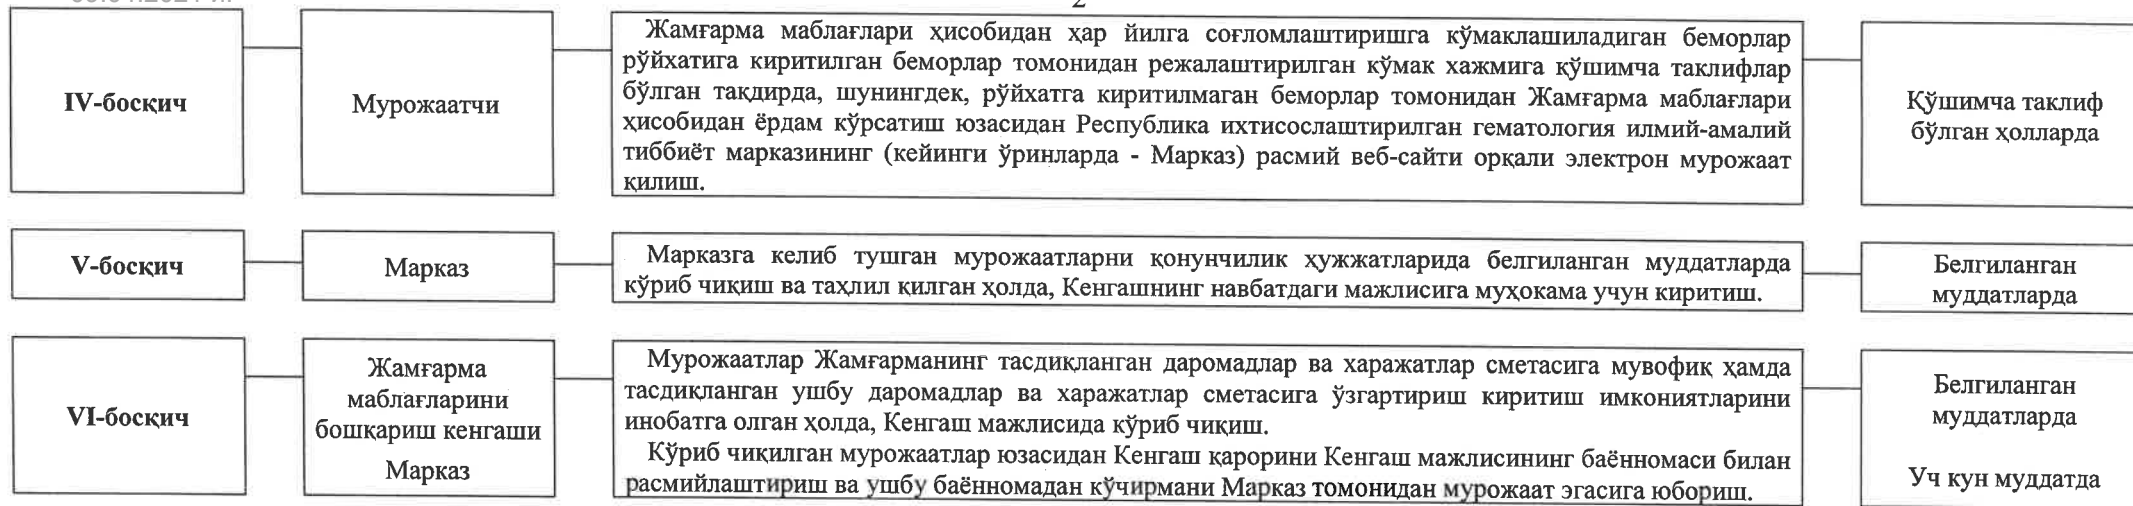 2
IV-босқич
Мурожаатчи
Жамғарма маблағлари ҳисобидан ҳар йилга соғломлаштиришга кўмаклашиладиган беморлар
рўйхатига киритилган беморлар томонидан режалаштирилган кўмак хажмига қўшимча таклифлар
бўлган тақдирда, шунингдек, рўйхатга киритилмаган беморлар томонидан Жамғарма маблағлари
ҳисобидан ёрдам кўрсатиш юзасидан Республика ихтисослаштирилган гематология илмий-амалий
тиббиёт марказининг (кейинги ўринларда - Марказ) расмий веб-сайти орқали электрон мурожаат
қилиш.
Қўшимча таклиф
бўлган ҳолларда
V-босқич
Марказ
Марказга келиб тушган мурожаатларни қонунчилик ҳужжатларида белгиланган муддатларда
кўриб чиқиш ва таҳлил қилган ҳолда, Кенгашнинг навбатдаги мажлисига муҳокама учун киритиш.
Белгиланган
муддатларда
VI-босқич
Жамғарма
маблағларини
бошқариш кенгаши
Марказ
Мурожаатлар Жамғарманинг тасдиқланган даромадлар ва харажатлар сметасига мувофиқ ҳамда
тасдиқланган ушбу даромадлар ва харажатлар сметасига ўзгартириш киритиш имкониятларини
инобатга олган ҳолда, Кенгаш мажлисида кўриб чиқиш.
Кўриб чиқилган мурожаатлар юзасидан Кенгаш қарорини Кенгаш мажлисининг баённомаси билан
расмийлаштириш ва ушбу баённомадан кўчирмани Марказ томонидан мурожаат эгасига юбориш.
Белгиланган
муддатларда
Уч кун муддатда